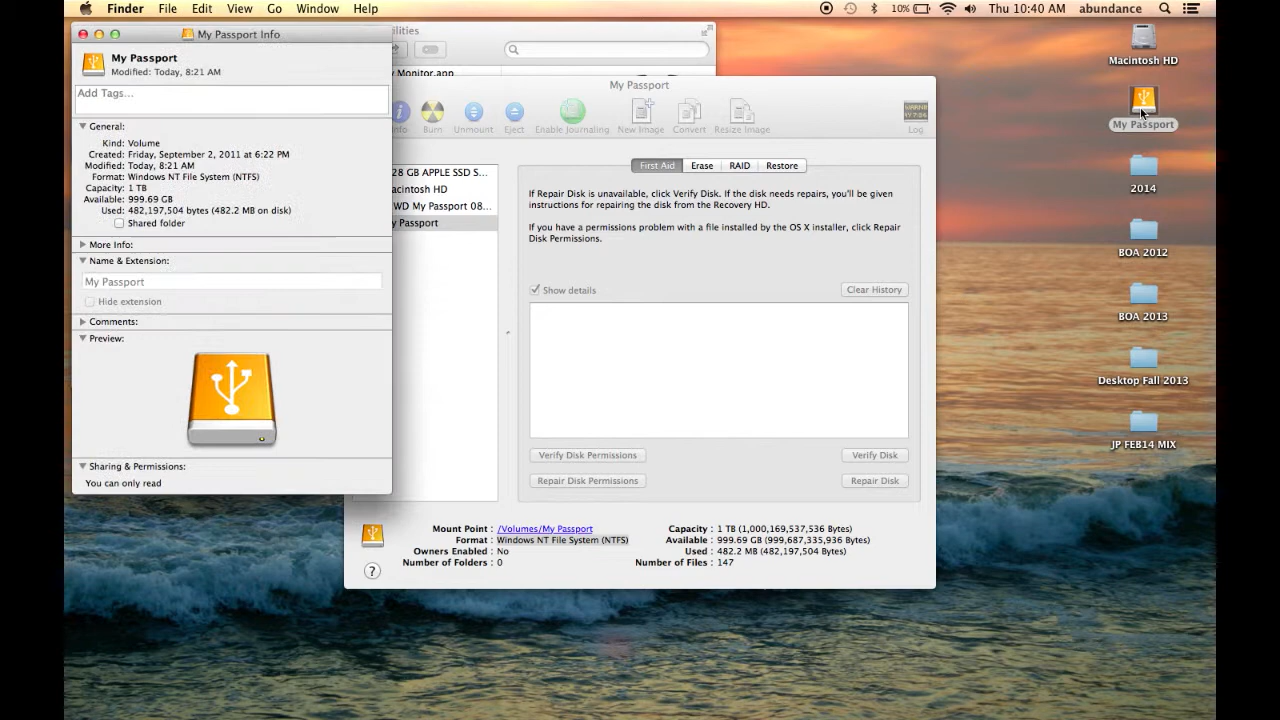 Finder File Edit View Go Window Help
10% Thu 10:40 AM abundance
My Passport Info
My Passport
Modified: Today, 8:21 AM
Add Tags...
General:
Kind: Volume
Created: Friday, September 2, 2011 at 6:22 PM
Modified: Today, 8:21 AM
Format: Windows NT File System (NTFS)
Capacity: 1 TB
Available: 999.69 GB
Used: 482,197,504 bytes (482.2 MB on disk)
Shared folder
More Info:
Name & Extension:
My Passport
Hide extension
Comments:
Preview:
Sharing & Permissions:
You can only read
ilities
y Monitor.app
My Passport
Info Burn Unmount Eject Enable Journaling New Image Convert Resize Image Log
28 GB APPLE SSD S...
acintosh HD
WD My Passport 08...
y Passport
First Aid Erase RAID Restore
If Repair Disk is unavailable, click Verify Disk. If the disk needs repairs, you'll be given
instructions for repairing the disk from the Recovery HD.
If you have a permissions problem with a file installed by the OS X installer, click Repair
Disk Permissions.
Show details Clear History
Verify Disk Permissions Verify Disk
Repair Disk Permissions Repair Disk
Mount Point : /Volumes/My Passport
Format : Windows NT File System (NTFS)
Owners Enabled : No
Number of Folders : 0
Capacity : 1 TB (1,000,169,537,536 Bytes)
Available : 999.69 GB (999,687,335,936 Bytes)
Used : 482.2 MB (482,197,504 Bytes)
Number of Files : 147
?
Macintosh HD
My Passport
2014
BOA 2012
BOA 2013
Desktop Fall 2013
JP FEB14 MIX